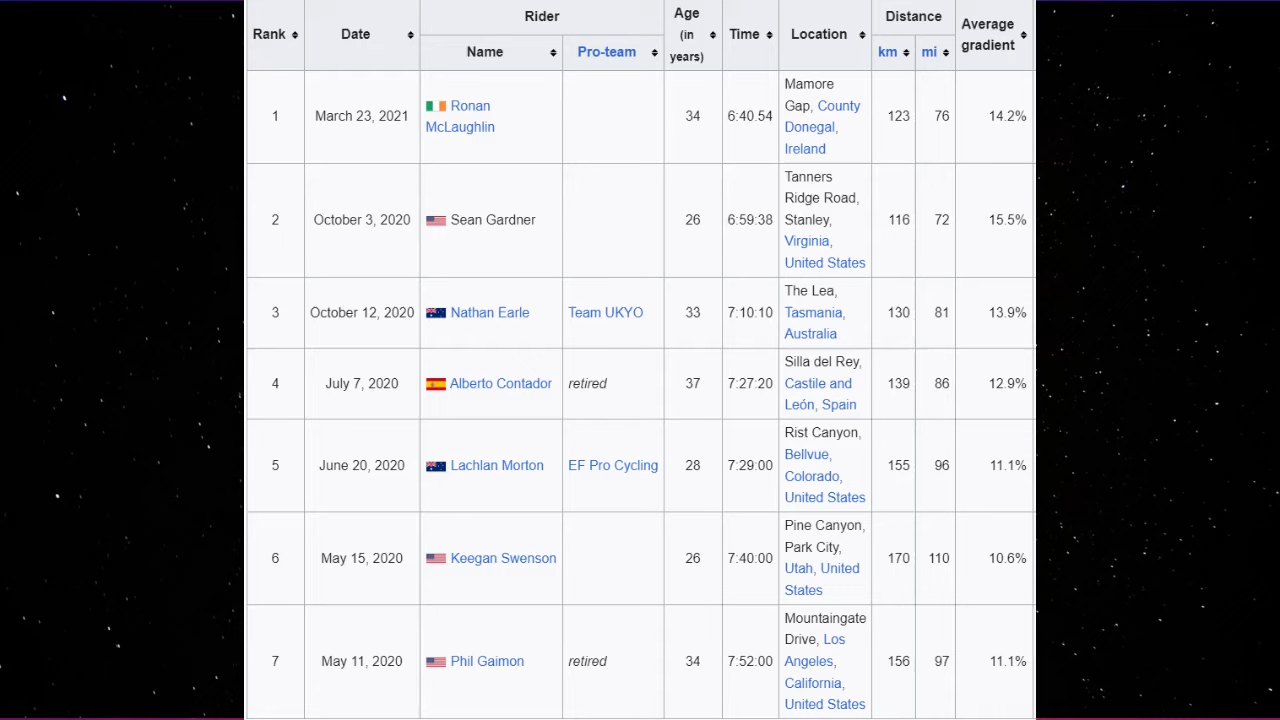 Rank Date Rider Age (in years) Time Location Distance Average gradient
Name Pro-team km mi
1 March 23, 2021 Ronan McLaughlin 34 6:40.54 Mamore Gap, County Donegal, Ireland 123 76 14.2%
2 October 3, 2020 Sean Gardner 26 6:59:38 Tanners Ridge Road, Stanley, Virginia, United States 116 72 15.5%
3 October 12, 2020 Nathan Earle Team UKYO 33 7:10:10 The Lea, Tasmania, Australia 130 81 13.9%
4 July 7, 2020 Alberto Contador retired 37 7:27.20 Silla del Rey, Castile and León, Spain 139 86 12.9%
5 June 20, 2020 Lachlan Morton EF Pro Cycling 28 7:29:00 Rist Canyon, Bellvue, Colorado, United States 155 96 11.1%
6 May 15, 2020 Keegan Swenson 26 7:40:00 Pine Canyon, Park City, Utah, United States 170 110 10.6%
7 May 11, 2020 Phil Gaimon retired 34 7:52:00 Mountaingate Drive, Los Angeles, California, United States 156 97 11.1%